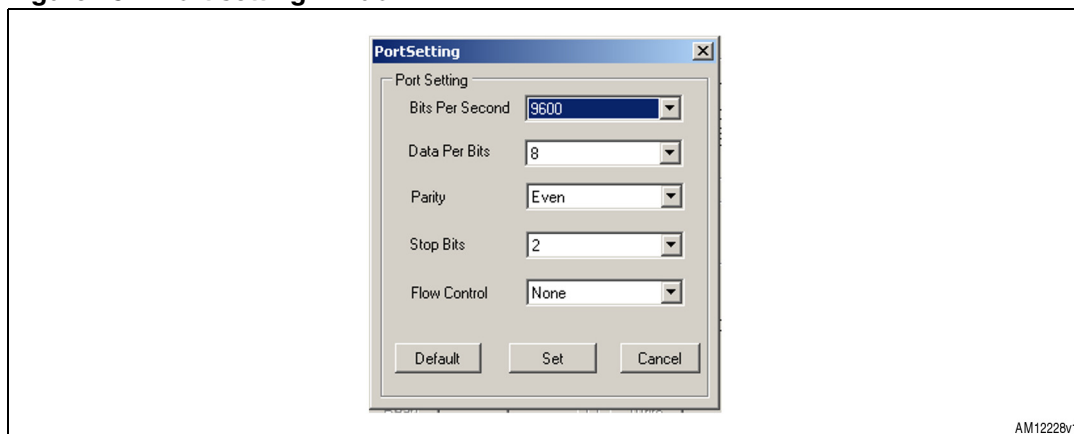 PortSetting
Port Setting
Bits Per Second 9600
Data Per Bits 8
Parity Even
Stop Bits 2
Flow Control None
Default Set Cancel
AM12228v1